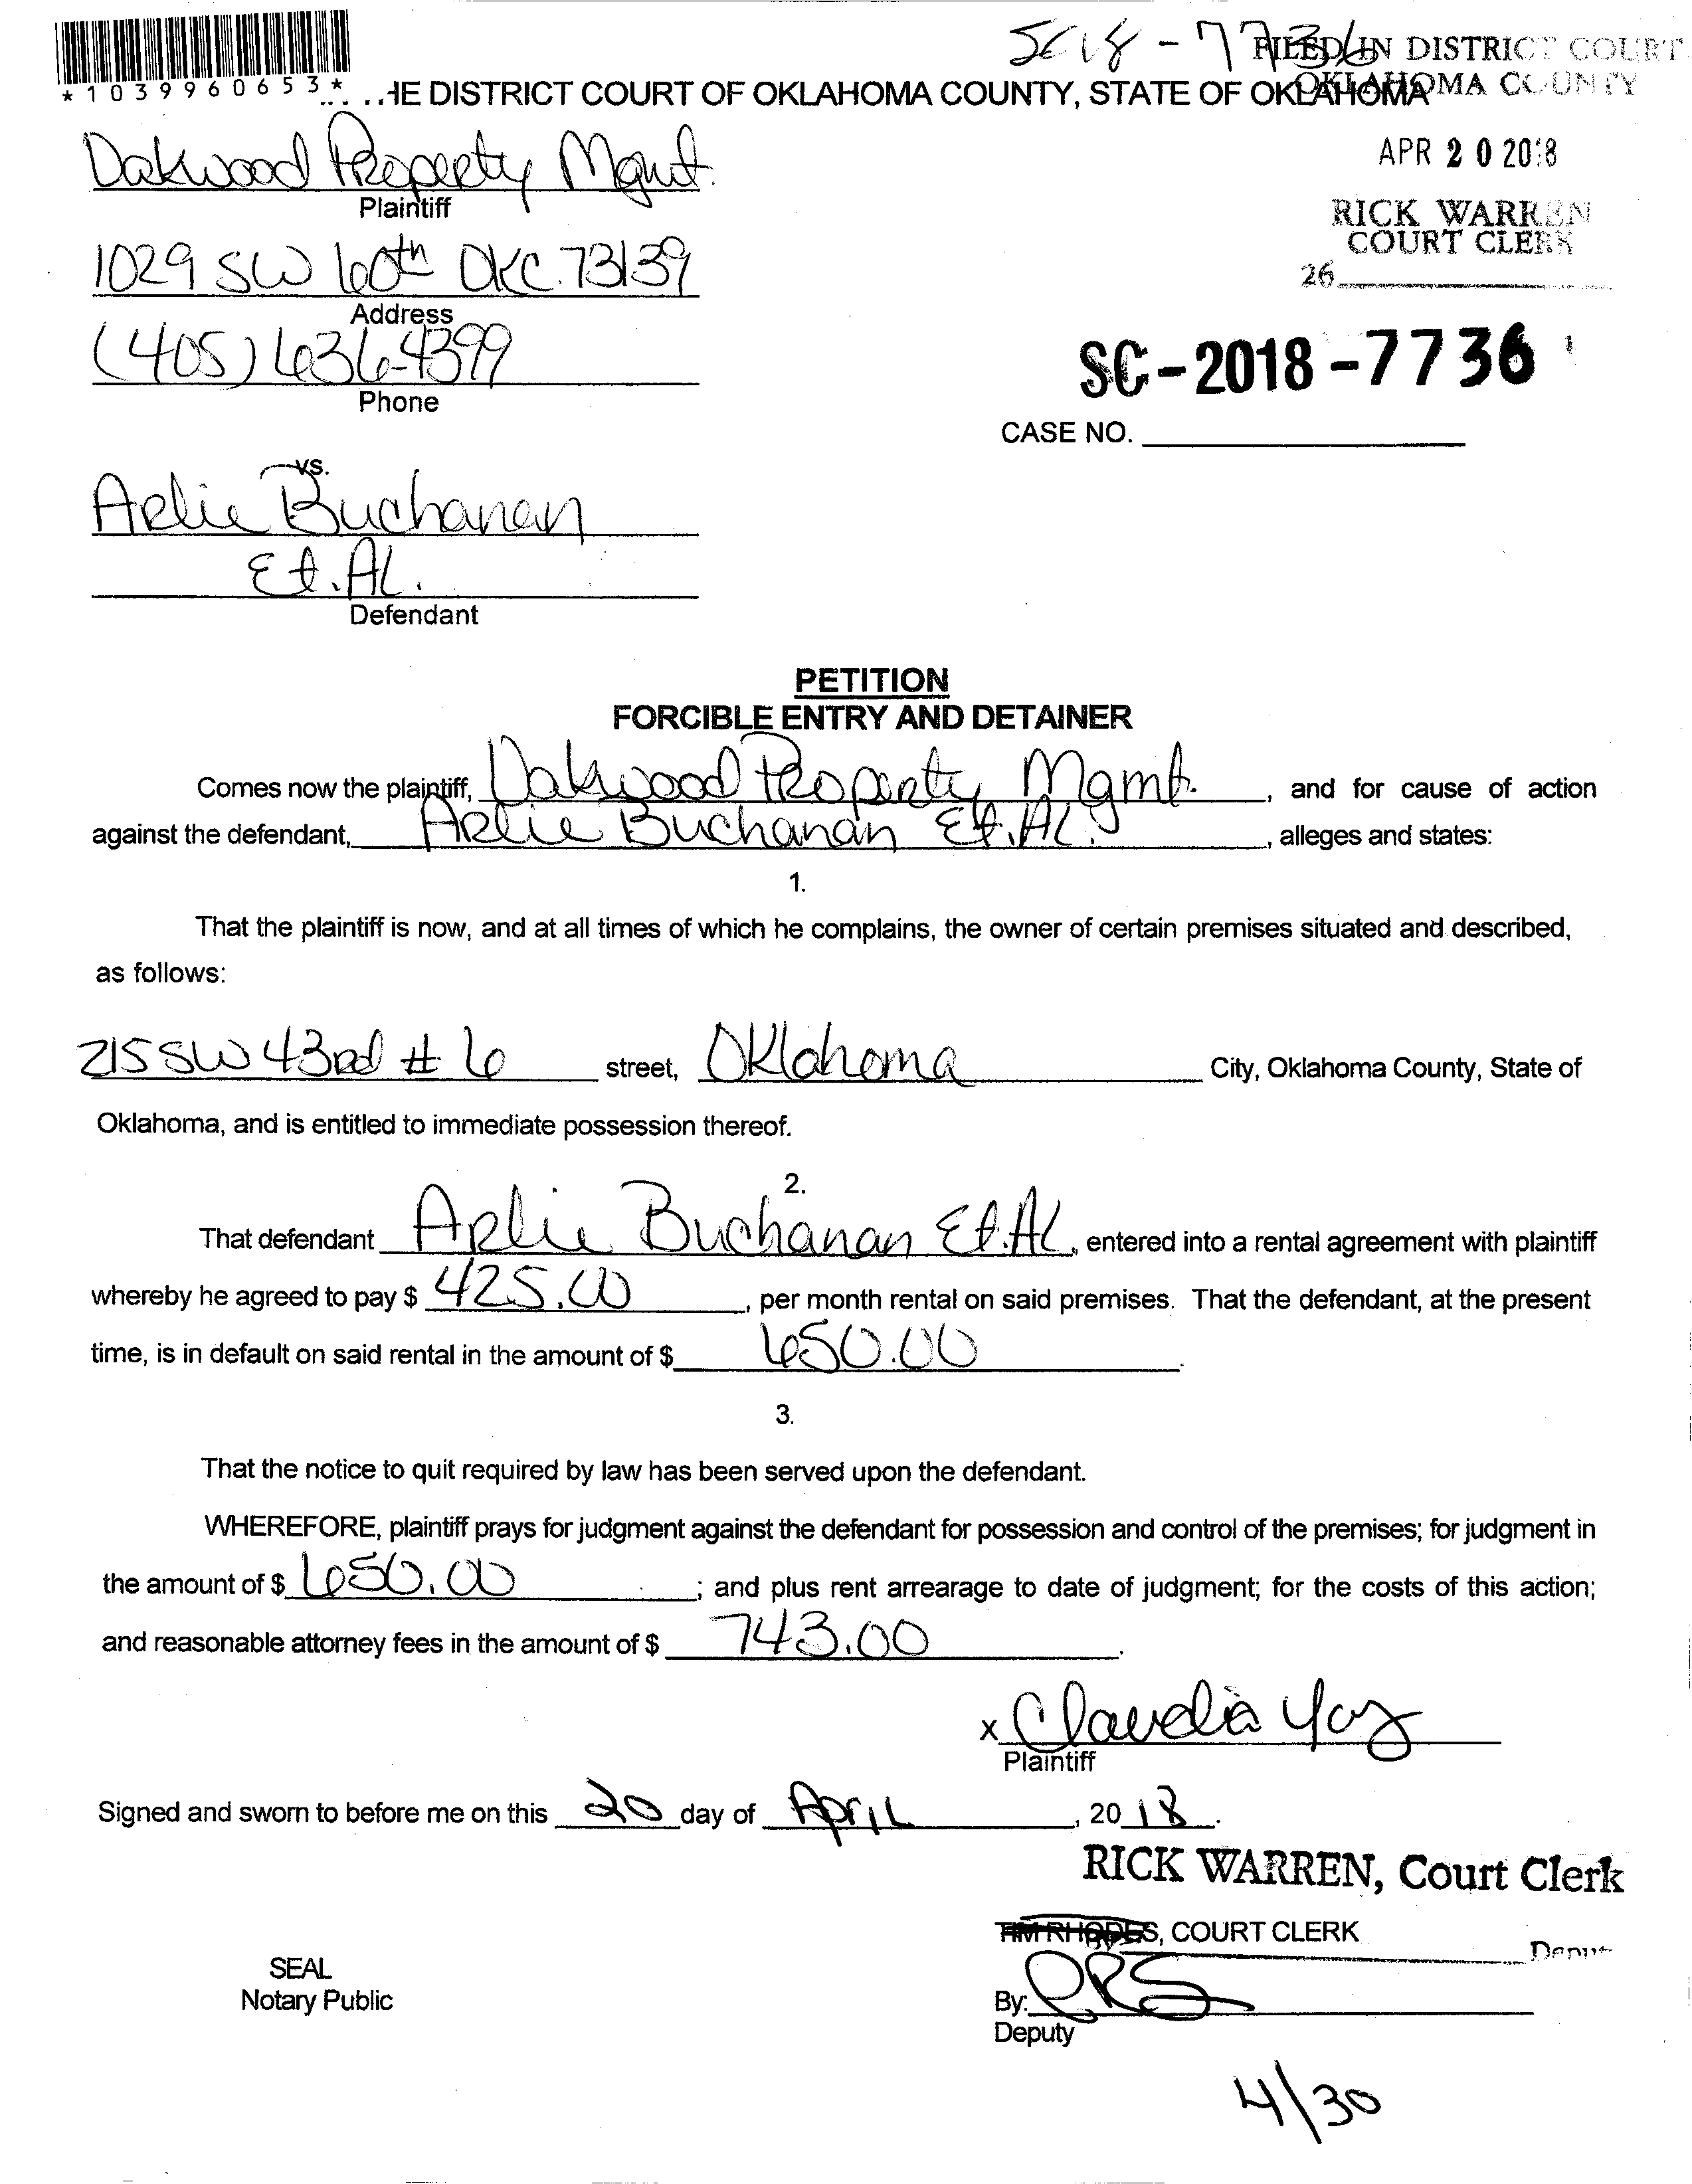 SC18-7736
FILED IN DISTRICT COURT
OKLAHOMA COUNTY
*1039960653*
HE DISTRICT COURT OF OKLAHOMA COUNTY, STATE OF OKLAHOMA
APR 20 2018
RICK WARREN
COURT CLERK
26
Oakwood Property Mgmt.
Plaintiff
1029 SW 60th OKC. 73139
Address
(405) 636-4399
Phone
SC-2018-7736
CASE NO.
vs.
Arlie Buchanan
Et. AL.
Defendant
PETITION
FORCIBLE ENTRY AND DETAINER
Comes now the plaintiff, Oakwood Property Mgmt. , and for cause of action
against the defendant, Arlie Buchanan Et. AL. , alleges and states:
1.
That the plaintiff is now, and at all times of which he complains, the owner of certain premises situated and described,
as follows:
215 SW 43rd # 6 street, Oklahoma City, Oklahoma County, State of
Oklahoma, and is entitled to immediate possession thereof.
2.
That defendant Arlie Buchanan Et. AL , entered into a rental agreement with plaintiff
whereby he agreed to pay $ 425.00 , per month rental on said premises. That the defendant, at the present
time, is in default on said rental in the amount of $ 650.00 .
3.
That the notice to quit required by law has been served upon the defendant.
WHEREFORE, plaintiff prays for judgment against the defendant for possession and control of the premises; for judgment in
the amount of $ 650.00 ; and plus rent arrearage to date of judgment; for the costs of this action;
and reasonable attorney fees in the amount of $ 743.00 .
x Claudia Yoz
Plaintiff
Signed and sworn to before me on this 20 day of April , 20 18 .
RICK WARREN, Court Clerk
TIM RHODES, COURT CLERK
SEAL
Notary Public
By:
Deputy
4/30